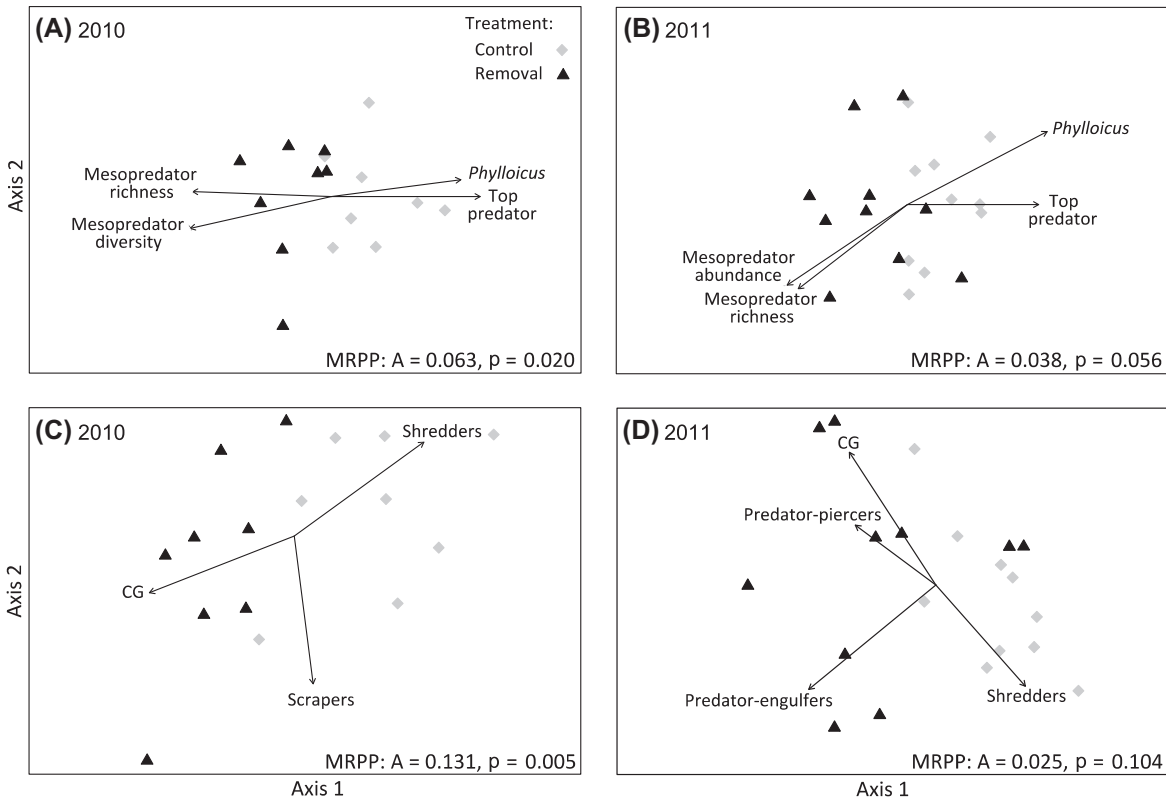 (A) 2010
Treatment:
Control
Removal
Mesopredator
richness
Mesopredator
diversity
Phylloicus
Top
predator
Axis 2
MRPP: A = 0.063, p = 0.020
(B) 2011
Phylloicus
Top
predator
Mesopredator
abundance
Mesopredator
richness
MRPP: A = 0.038, p = 0.056
(C) 2010
Shredders
CG
Scrapers
Axis 2
MRPP: A = 0.131, p = 0.005
Axis 1
(D) 2011
CG
Predator-piercers
Predator-engulfers
Shredders
MRPP: A = 0.025, p = 0.104
Axis 1